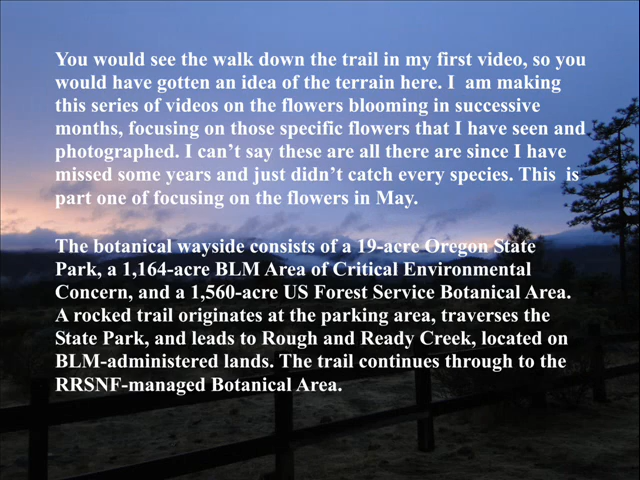 You would see the walk down the trail in my first video, so you
would have gotten an idea of the terrain here. I  am making
this series of videos on the flowers blooming in successive
months, focusing on those specific flowers that I have seen and
photographed. I can’t say these are all there are since I have
missed some years and just didn’t catch every species. This  is
part one of focusing on the flowers in May.

The botanical wayside consists of a 19-acre Oregon State
Park, a 1,164-acre BLM Area of Critical Environmental
Concern, and a 1,560-acre US Forest Service Botanical Area.
A rocked trail originates at the parking area, traverses the
State Park, and leads to Rough and Ready Creek, located on
BLM-administered lands. The trail continues through to the
RRSNF-managed Botanical Area.